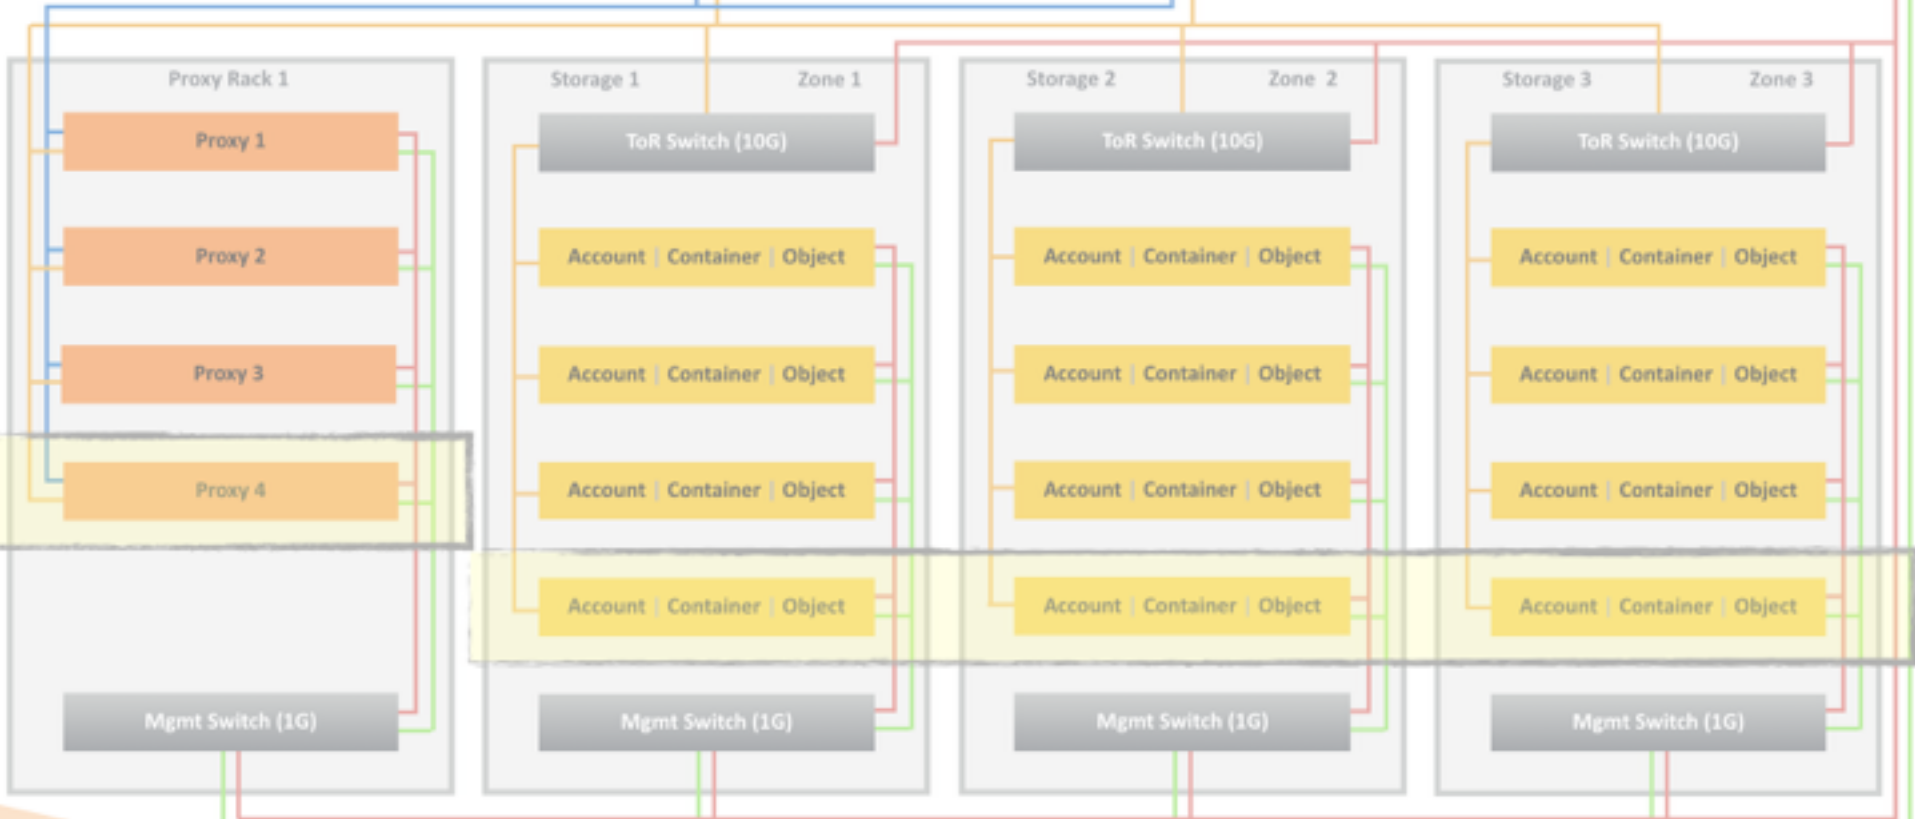 Proxy Rack 1
Proxy 1
Proxy 2
Proxy 3
Proxy 4
Mgmt Switch (1G)
Storage 1 Zone 1
ToR Switch (10G)
Account | Container | Object
Account | Container | Object
Account | Container | Object
Account | Container | Object
Mgmt Switch (1G)
Storage 2 Zone 2
ToR Switch (10G)
Account | Container | Object
Account | Container | Object
Account | Container | Object
Account | Container | Object
Mgmt Switch (1G)
Storage 3 Zone 3
ToR Switch (10G)
Account | Container | Object
Account | Container | Object
Account | Container | Object
Account | Container | Object
Mgmt Switch (1G)